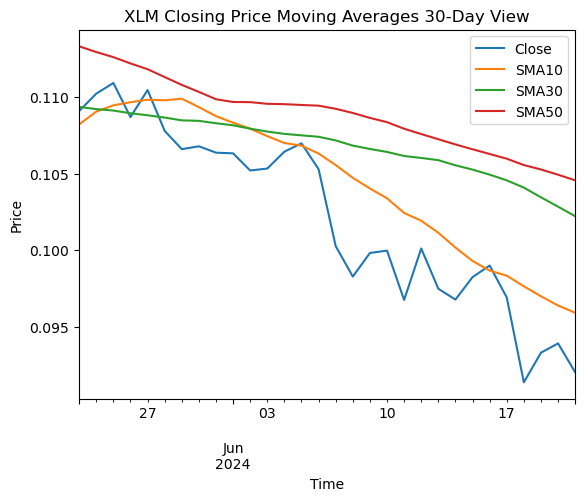 XLM Closing Price Moving Averages 30-Day View
Close
SMA10
SMA30
SMA50
0.110
0.105
0.100
0.095
Price
27
03
10
17
Jun
2024
Time